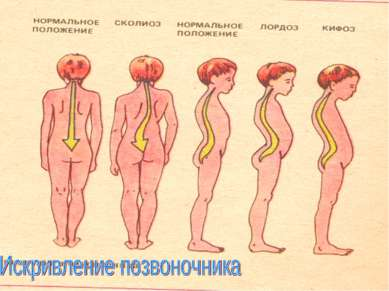 НОРМАЛЬНОЕ
ПОЛОЖЕНИЕ
СКОЛИОЗ
НОРМАЛЬНОЕ
ПОЛОЖЕНИЕ
ЛОРДОЗ
КИФОЗ
Искривление позвоночника